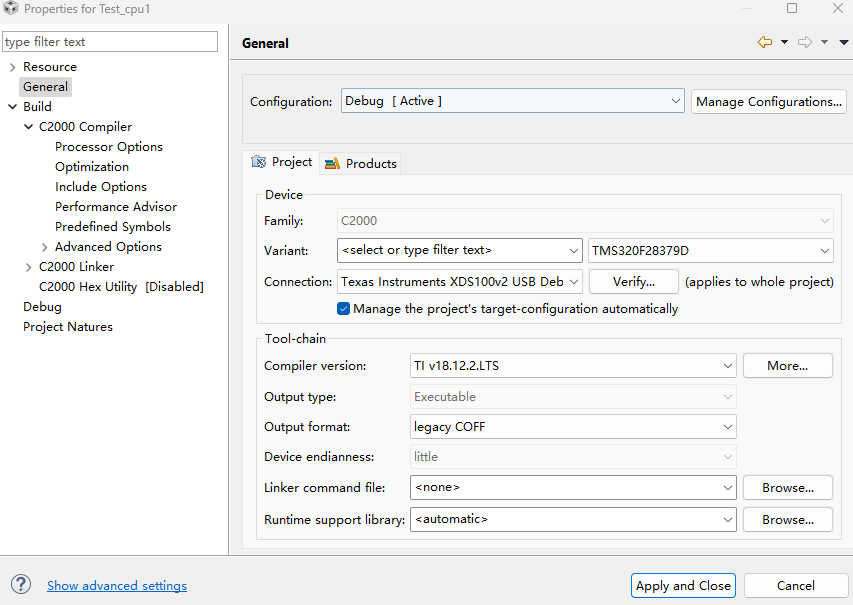 Properties for Test_cpu1
type filter text
Resource
General
Build
C2000 Compiler
Processor Options
Optimization
Include Options
Performance Advisor
Predefined Symbols
Advanced Options
C2000 Linker
C2000 Hex Utility [Disabled]
Debug
Project Natures
General
Configuration: Debug [ Active ] Manage Configurations...
Project Products
Device
Family: C2000
Variant: <select or type filter text> TMS320F28379D
Connection: Texas Instruments XDS100v2 USB Deb Verify... (applies to whole project)
Manage the project's target-configuration automatically
Tool-chain
Compiler version: TI v18.12.2.LTS More...
Output type: Executable
Output format: legacy COFF
Device endianness: little
Linker command file: <none> Browse...
Runtime support library: <automatic> Browse...
? Show advanced settings Apply and Close Cancel